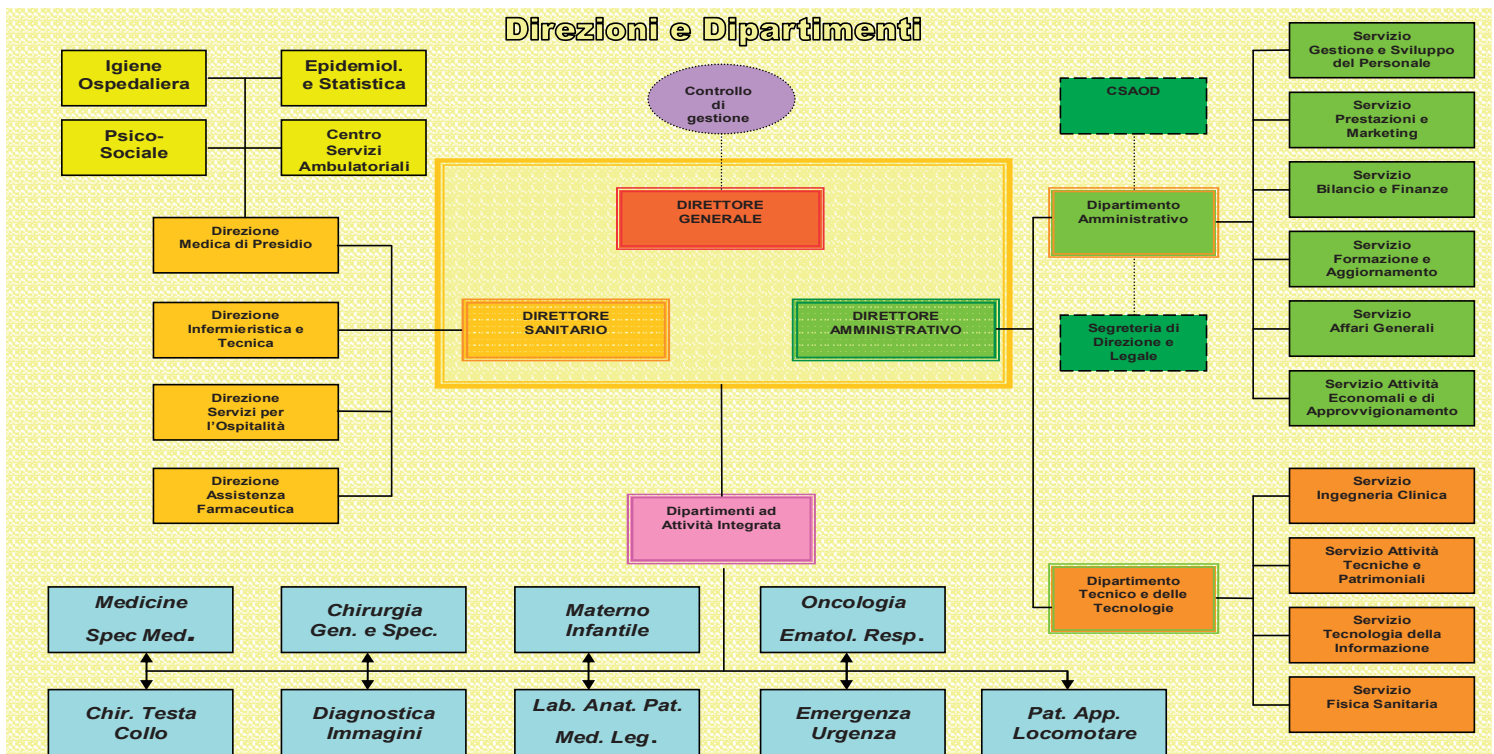 Direzioni e Dipartimenti
Igiene
Ospedaliera
Epidemiol.
e Statistica
Psico-
Sociale
Centro
Servizi
Ambulatoriali
Direzione
Medica di Presidio
Direzione
Infermieristica e
Tecnica
Direzione
Servizi per
l'Ospitalità
Direzione
Assistenza
Farmaceutica
Controllo
di
gestione
DIRETTORE
GENERALE
DIRETTORE
SANITARIO
DIRETTORE
AMMINISTRATIVO
CSAOD
Dipartimento
Amministrativo
Segreteria di
Direzione e
Legale
Servizio
Gestione e Sviluppo
del Personale
Servizio
Prestazioni e
Marketing
Servizio
Bilancio e Finanze
Servizio
Formazione e
Aggiornamento
Servizio
Affari Generali
Servizio Attività
Economali e di
Approvvigionamento
Dipartimento
Tecnico e delle
Tecnologie
Servizio
Ingegneria Clinica
Servizio Attività
Tecniche e
Patrimoniali
Servizio
Tecnologia della
Informazione
Servizio
Fisica Sanitaria
Dipartimenti ad
Attività Integrata
Medicine
Spec Med.
Chirurgia
Gen. e Spec.
Materno
Infantile
Oncologia
Ematol. Resp.
Chir. Testa
Collo
Diagnostica
Immagini
Lab. Anat. Pat.
Med. Leg.
Emergenza
Urgenza
Pat. App.
Locomotare